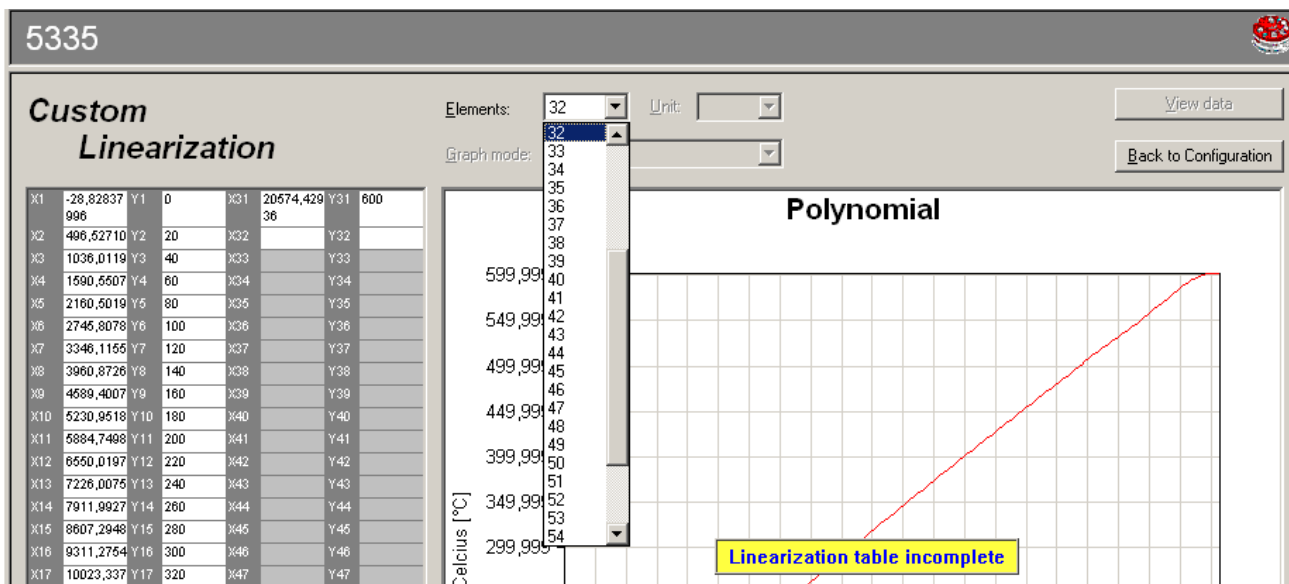 5335
Custom
Linearization
Elements: 32 Unit:
Graph mode:
View data
Back to Configuration
32
33
34
35
36
37
38
39
40
41
42
43
44
45
46
47
48
49
50
51
52
53
54
X1 -28,82837996 Y1 0 X31 20574,42936 Y31 600
X2 496,52710 Y2 20 X32 Y32
X3 1036,0119 Y3 40 X33 Y33
X4 1590,5507 Y4 60 X34 Y34
X5 2160,5019 Y5 80 X35 Y35
X6 2745,8078 Y6 100 X36 Y36
X7 3346,1155 Y7 120 X37 Y37
X8 3960,8726 Y8 140 X38 Y38
X9 4589,4007 Y9 160 X39 Y39
X10 5230,9518 Y10 180 X40 Y40
X11 5884,7498 Y11 200 X41 Y41
X12 6550,0197 Y12 220 X42 Y42
X13 7226,0075 Y13 240 X43 Y43
X14 7911,9927 Y14 260 X44 Y44
X15 8607,2948 Y15 280 X45 Y45
X16 9311,2754 Y16 300 X46 Y46
X17 10023,337 Y17 320 X47 Y47
Polynomial
599,99
549,99
499,99
449,99
399,99
349,99
299,999
Celcius [°C]
Linearization table incomplete